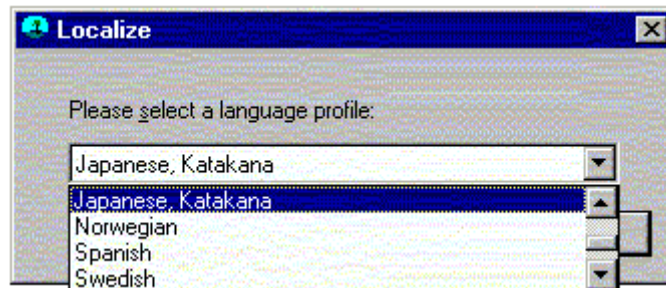 Localize
Please select a language profile:
Japanese, Katakana
Japanese, Katakana
Norwegian
Spanish
Swedish